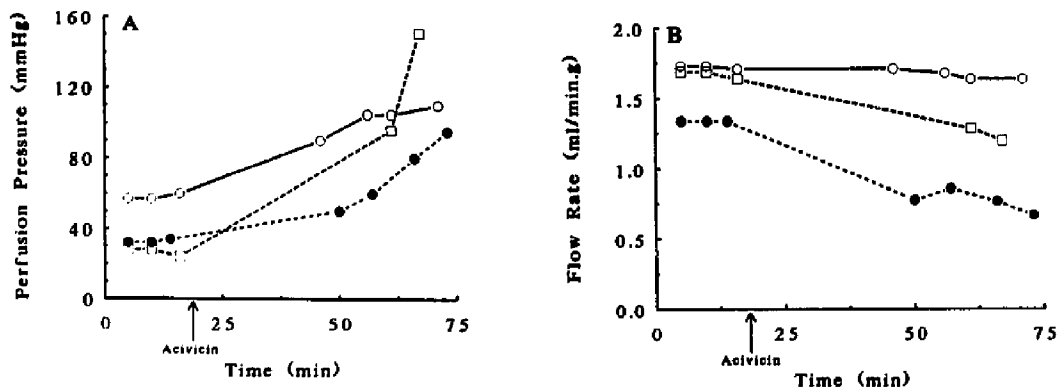 A
Perfusion Pressure (mmHg)
160
120
80
40
0
25
50
75
Acivicin
Time (min)
B
Flow Rate (ml/min.g)
2.0
1.5
1.0
0.5
0.0
0
25
50
75
Acivicin
Time (min)